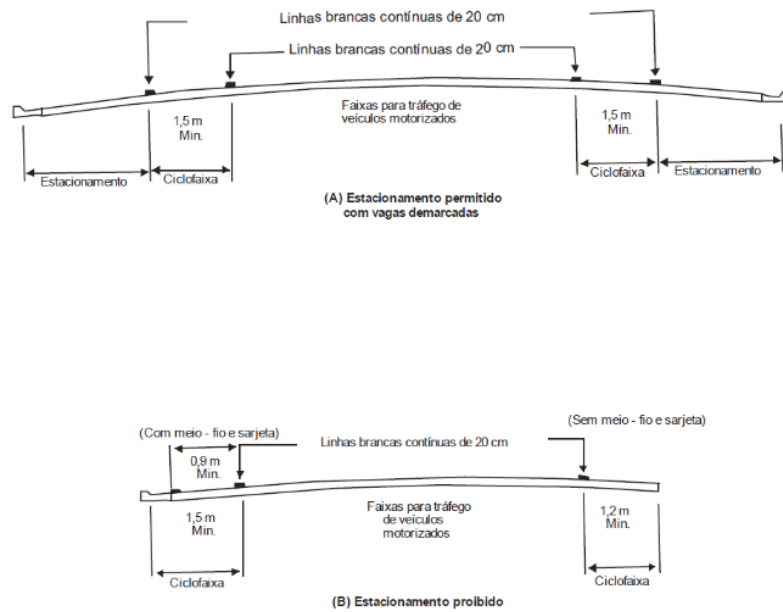 Linhas brancas contínuas de 20 cm
Linhas brancas contínuas de 20 cm
1,5 m
Min.
Faixas para tráfego de
veículos motorizados
1,5 m
Min.
Estacionamento
Ciclofaixa
Ciclofaixa
Estacionamento
(A) Estacionamento permitido
com vagas demarcadas
(Com meio - fio e sarjeta)
(Sem meio - fio e sarjeta)
Linhas brancas contínuas de 20 cm
0,9 m
Min.
1,5 m
Min.
Faixas para tráfego
de veículos
motorizados
1,2 m
Min.
Ciclofaixa
Ciclofaixa
(B) Estacionamento proibido